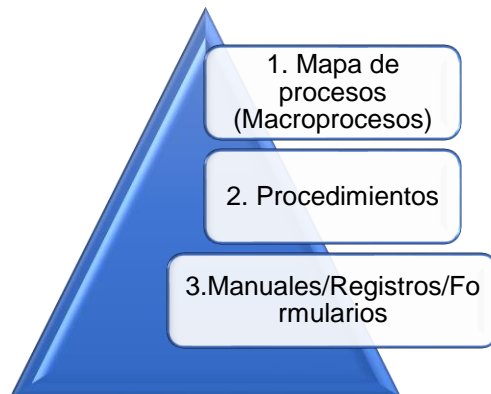 1. Mapa de
procesos
(Macroprocesos)
2. Procedimientos
3.Manuales/Registros/Fo
rmularios